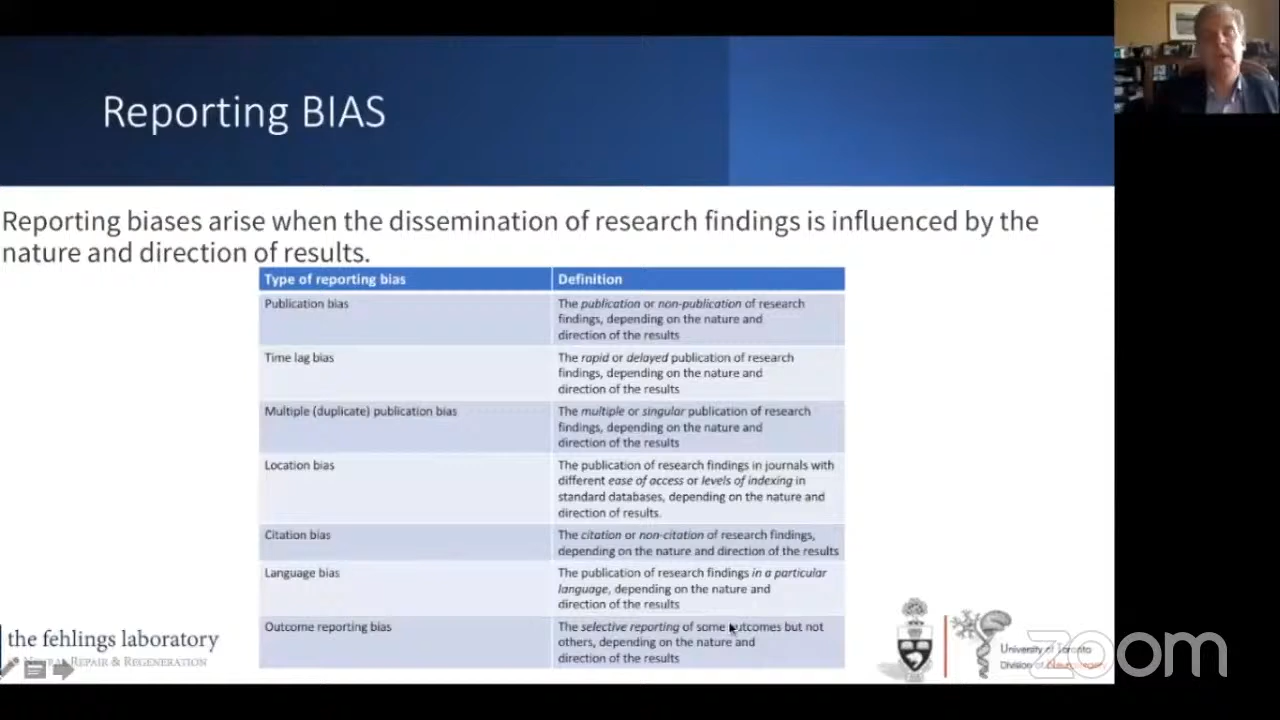 Reporting BIAS
Reporting biases arise when the dissemination of research findings is influenced by the
nature and direction of results.
Type of reporting bias
Definition
Publication bias
The publication or non-publication of research
findings, depending on the nature and
direction of the results
Time lag bias
The rapid or delayed publication of research
findings, depending on the nature and
direction of the results
Multiple (duplicate) publication bias
The multiple or singular publication of research
findings, depending on the nature and
direction of the results
Location bias
The publication of research findings in journals with
different ease of access or levels of indexing in
standard databases, depending on the nature and
direction of results.
Citation bias
The citation or non-citation of research findings,
depending on the nature and direction of the results
Language bias
The publication of research findings in a particular
language, depending on the nature and
direction of the results
Outcome reporting bias
The selective reporting of some outcomes but not
others, depending on the nature and
direction of the results
the fehlings laboratory
Neural Repair & Regeneration
University of Toronto
Division of Neurosurgery
zoom